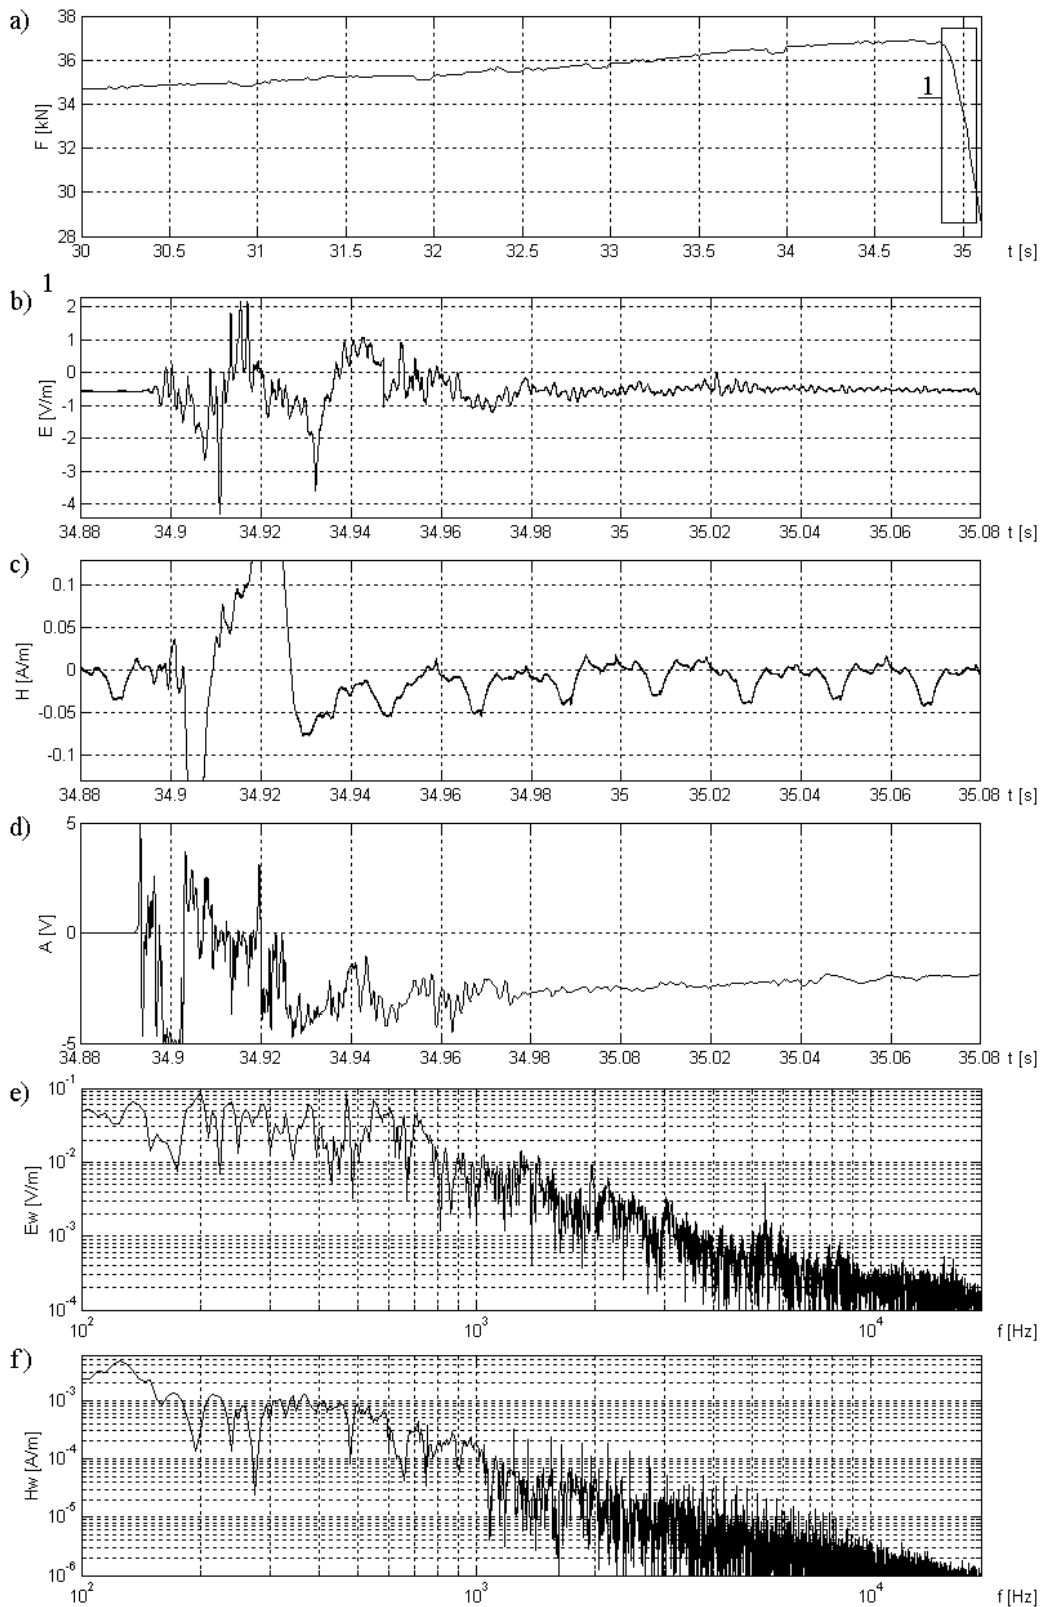 a)
38
36
34
32
30
28
F [kN]
1
30 30.5 31 31.5 32 32.5 33 33.5 34 34.5 35 t [s]
b)
1
2
1
0
-1
-2
-3
-4
E [V/m]
34.88 34.9 34.92 34.94 34.96 34.98 35 35.02 35.04 35.06 35.08 t [s]
c)
0.1
0.05
0
-0.05
-0.1
H [A/m]
34.88 34.9 34.92 34.94 34.96 34.98 35 35.02 35.04 35.06 35.08 t [s]
d)
5
0
-5
A [V]
34.88 34.9 34.92 34.94 34.96 34.98 35.08 35.02 35.04 35.06 35.08 t [s]
e)
10^-1
10^-2
10^-3
10^-4
Ew [V/m]
10^2 10^3 10^4 f [Hz]
f)
10^-3
10^-4
10^-5
10^-6
Hw [A/m]
10^2 10^3 10^4 f [Hz]